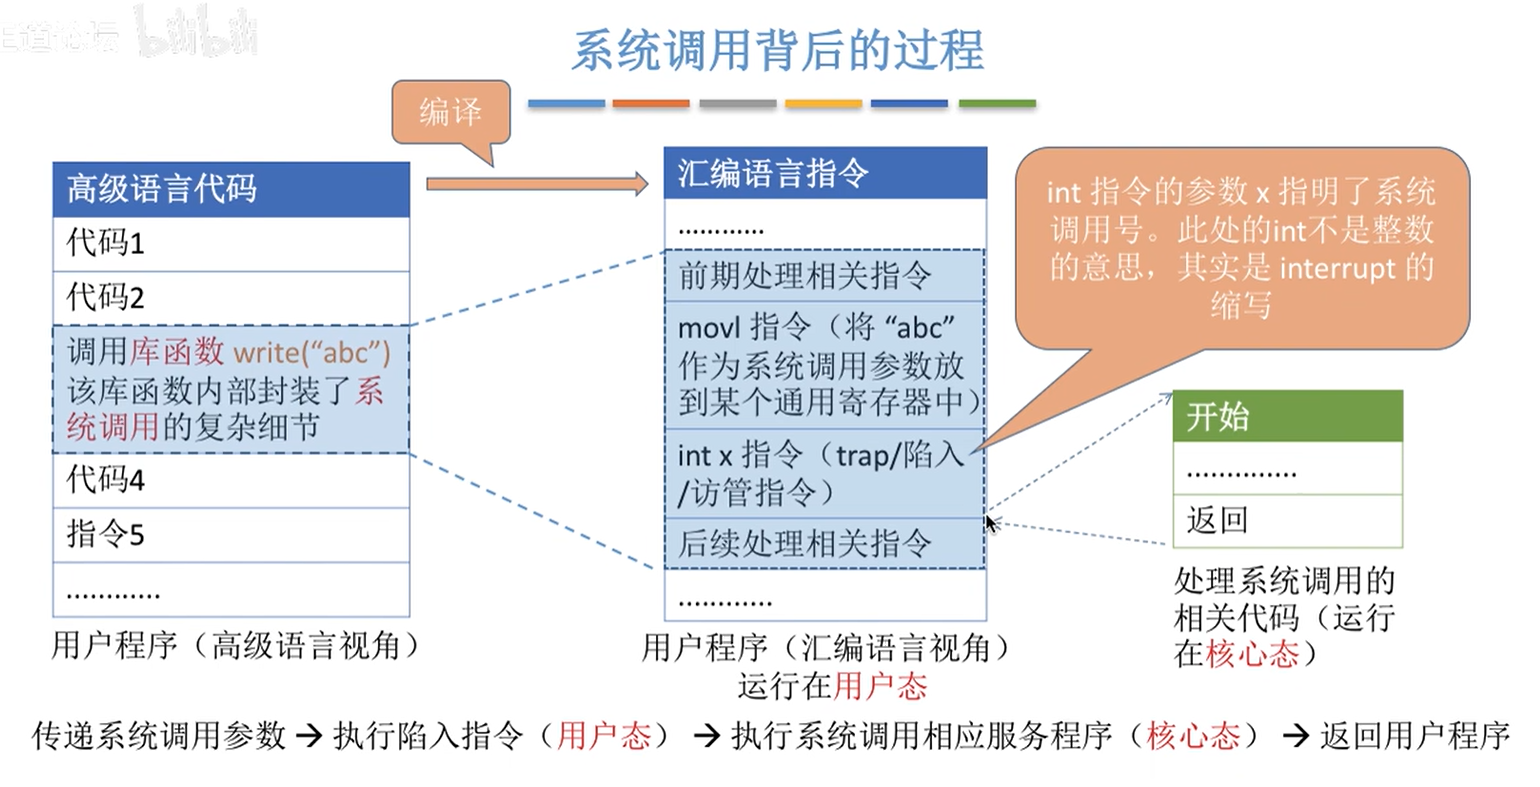 bilibili
系统调用背后的过程
编译
高级语言代码
代码1
代码2
调用库函数 write(“abc”)
该库函数内部封装了系
统调用的复杂细节
代码4
指令5
............
用户程序（高级语言视角）
汇编语言指令
............
前期处理相关指令
movl 指令（将 “abc”
作为系统调用参数放
到某个通用寄存器中）
int x 指令（trap/陷入
/访管指令）
后续处理相关指令
............
用户程序（汇编语言视角）
运行在用户态
int 指令的参数 x 指明了系统
调用号。此处的int不是整数
的意思，其实是 interrupt 的
缩写
开始
..............
返回
处理系统调用的
相关代码（运行
在核心态）
传递系统调用参数 → 执行陷入指令（用户态） → 执行系统调用相应服务程序（核心态） → 返回用户程序